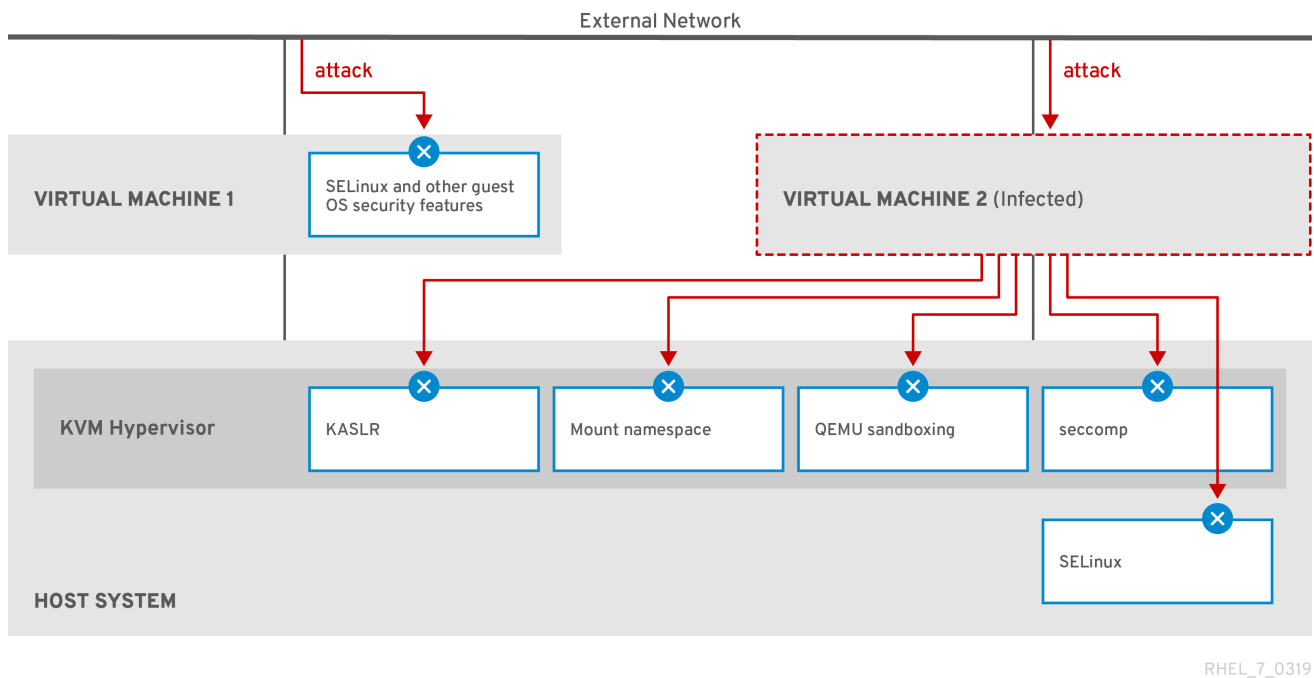 External Network
attack
attack
VIRTUAL MACHINE 1
SELinux and other guest
OS security features
VIRTUAL MACHINE 2 (Infected)
KVM Hypervisor
KASLR
Mount namespace
QEMU sandboxing
seccomp
SELinux
HOST SYSTEM
RHEL_7_0319